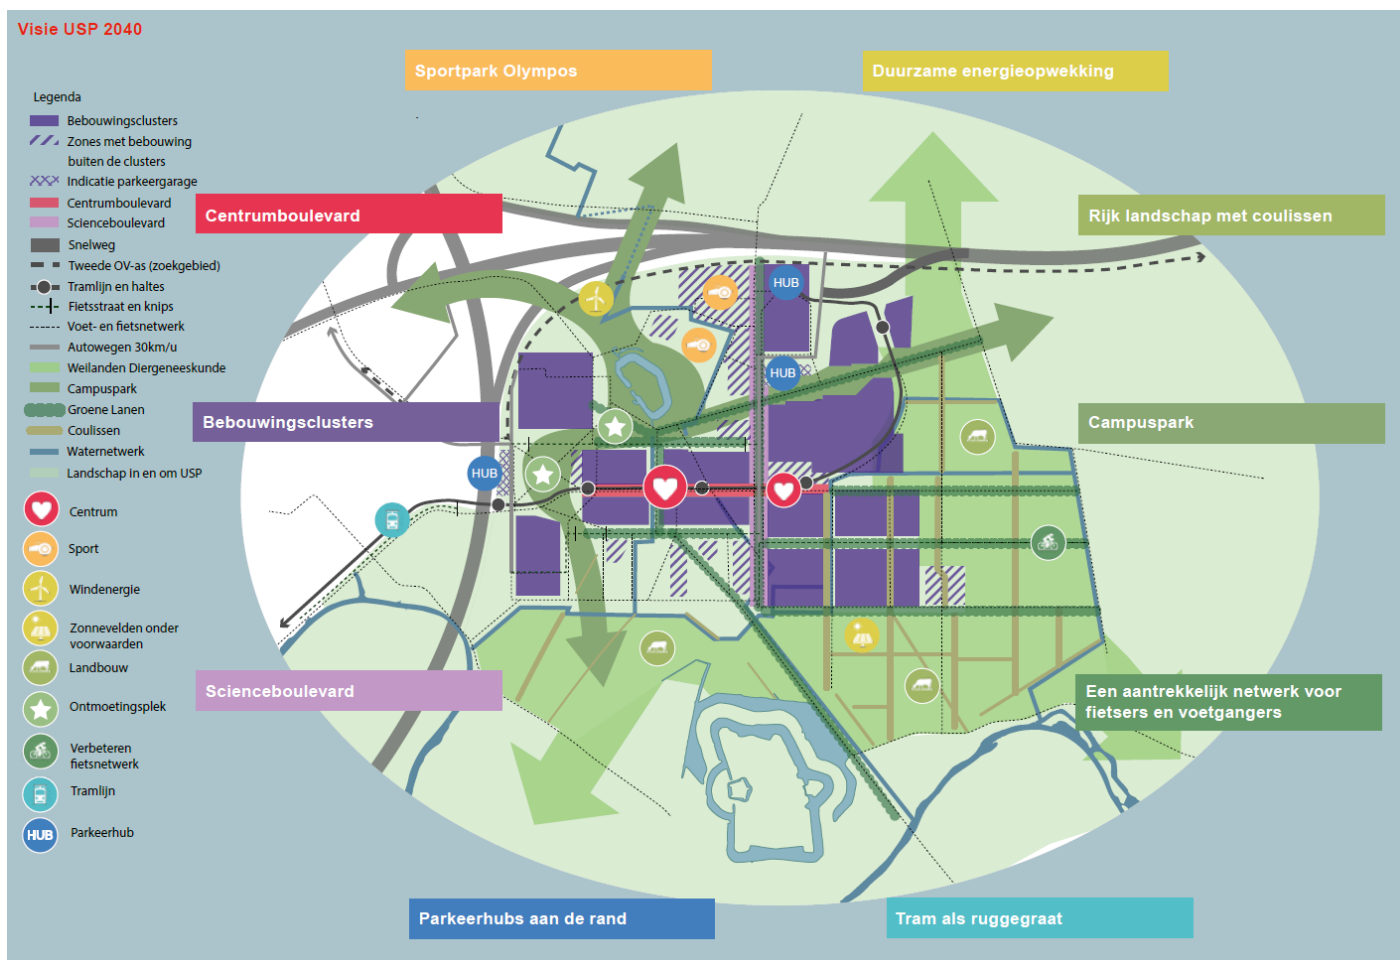 Visie USP 2040
Sportpark Olympos
Duurzame energieopwekking
Legenda
Bebouwingsclusters
Zones met bebouwing
buiten de clusters
Indicatie parkeergarage
Centrumboulevard
Scienceboulevard
Snelweg
Tweede OV-as (zoekgebied)
Tramlijn en haltes
Fietsstraat en knips
Voet- en fietsnetwerk
Autowegen 30km/u
Weilanden Diergeneeskunde
Campuspark
Groene Lanen
Coulissen
Waternetwerk
Landschap in en om USP
Centrum
Sport
Windenergie
Zonnevelden onder
voorwaarden
Landbouw
Ontmoetingsplek
Verbeteren
fietsnetwerk
Tramlijn
HUB
Parkeerhub
Centrumboulevard
Rijk landschap met coulissen
HUB
HUB
Bebouwingsclusters
Campuspark
HUB
Scienceboulevard
Een aantrekkelijk netwerk voor
fietsers en voetgangers
Parkeerhubs aan de rand
Tram als ruggegraat